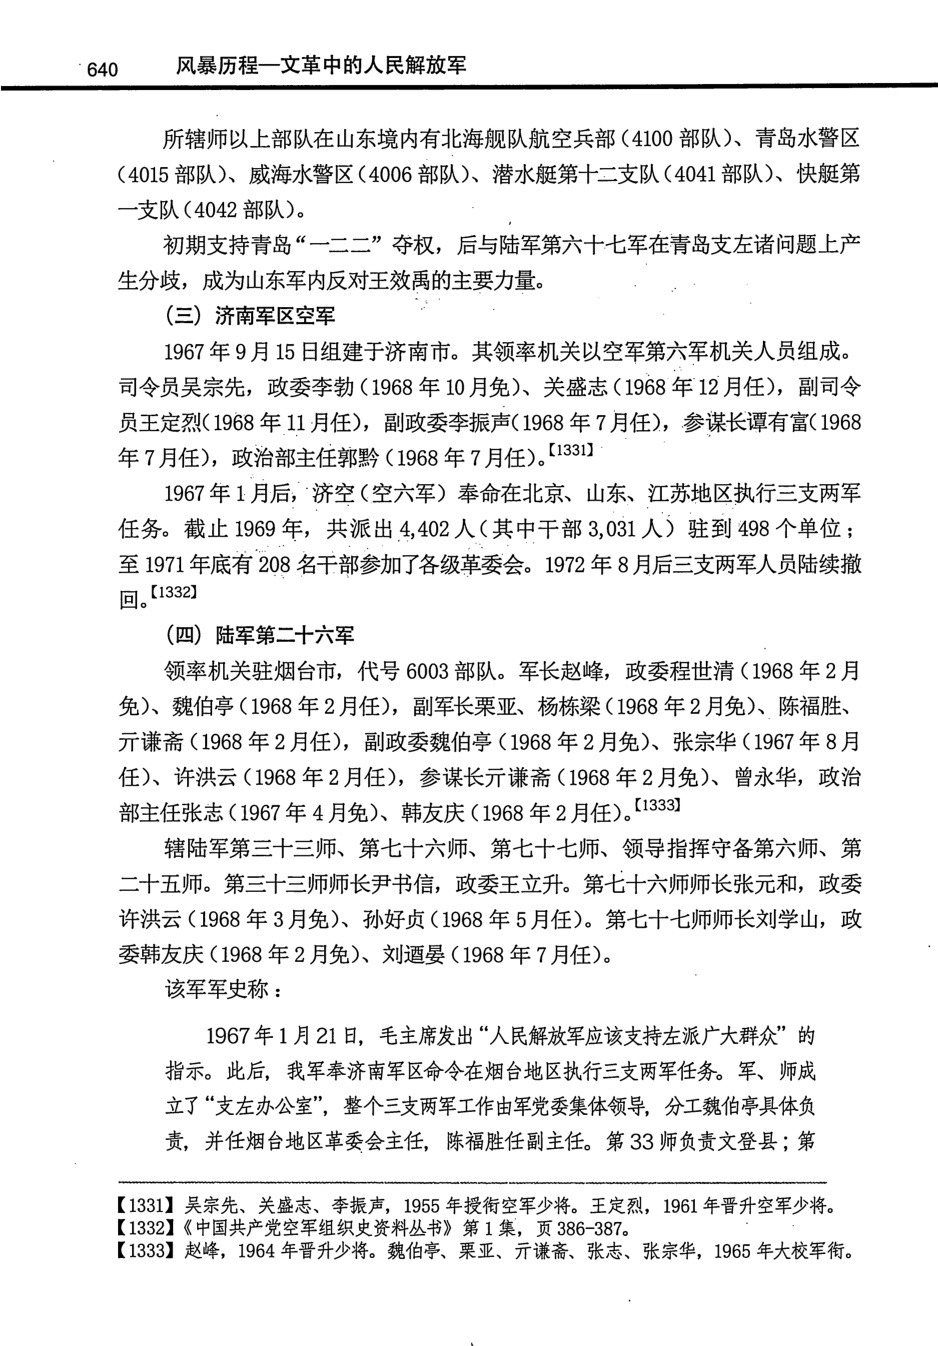 640 风暴历程—文革中的人民解放军
所辖师以上部队在山东境内有北海舰队航空兵部（4100 部队）、青岛水警区
（4015 部队）、威海水警区（4006 部队）、潜水艇第十二支队（4041 部队）、快艇第
一支队（4042 部队）。
初期支持青岛“一二二”夺权，后与陆军第六十七军在青岛支左诸问题上产
生分歧，成为山东军内反对王效禹的主要力量。
（三）济南军区空军
1967 年 9 月 15 日组建于济南市。其领率机关以空军第六军机关人员组成。
司令员吴宗先，政委李勃（1968 年 10 月免）、关盛志（1968 年 12 月任），副司令
员王定烈（1968 年 11 月任），副政委李振声（1968 年 7 月任），参谋长谭有富（1968
年 7 月任），政治部主任郭黔（1968 年 7 月任）。【1331】
1967 年 1 月后，济空（空六军）奉命在北京、山东、江苏地区执行三支两军
任务。截止 1969 年，共派出 4,402 人（其中干部 3,031 人）驻到 498 个单位；
至 1971 年底有 208 名干部参加了各级革委会。1972 年 8 月后三支两军人员陆续撤
回。【1332】
（四）陆军第二十六军
领率机关驻烟台市，代号 6003 部队。军长赵峰，政委程世清（1968 年 2 月
免）、魏伯亭（1968 年 2 月任），副军长栗亚、杨栋梁（1968 年 2 月免）、陈福胜、
亓谦斋（1968 年 2 月任），副政委魏伯亭（1968 年 2 月免）、张宗华（1967 年 8 月
任）、许洪云（1968 年 2 月任），参谋长亓谦斋（1968 年 2 月免）、曾永华，政治
部主任张志（1967 年 4 月免）、韩友庆（1968 年 2 月任）。【1333】
辖陆军第三十三师、第七十六师、第七十七师、领导指挥守备第六师、第
二十五师。第三十三师师长尹书信，政委王立升。第七十六师师长张元和，政委
许洪云（1968 年 3 月免）、孙好贞（1968 年 5 月任）。第七十七师师长刘学山，政
委韩友庆（1968 年 2 月免）、刘迺晏（1968 年 7 月任）。
该军军史称：
1967 年 1 月 21 日，毛主席发出“人民解放军应该支持左派广大群众”的
指示。此后，我军奉济南军区命令在烟台地区执行三支两军任务。军、师成
立了“支左办公室”，整个三支两军工作由军党委集体领导，分工魏伯亭具体负
责，并任烟台地区革委会主任，陈福胜任副主任。第 33 师负责文登县；第
【1331】吴宗先、关盛志、李振声，1955 年授衔空军少将。王定烈，1961 年晋升空军少将。
【1332】《中国共产党空军组织史资料丛书》第 1 集，页 386-387。
【1333】赵峰，1964 年晋升少将。魏伯亭、栗亚、亓谦斋、张志、张宗华，1965 年大校军衔。